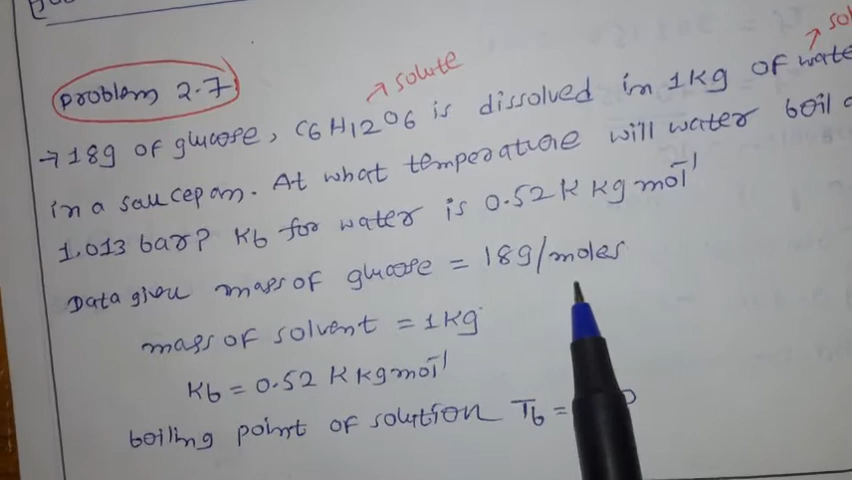 Problem 2.7
solute
→ 18g of glucose, C6H12O6 is dissolved in 1kg of
in a saucepan. At what temperature will water boil
1.013 bar? Kb for water is 0.52 K kg mol⁻¹
Data given mass of glucose = 18g/moles
mass of solvent = 1kg
Kb = 0.52 K kg mol⁻¹
boiling point of solution Tb =